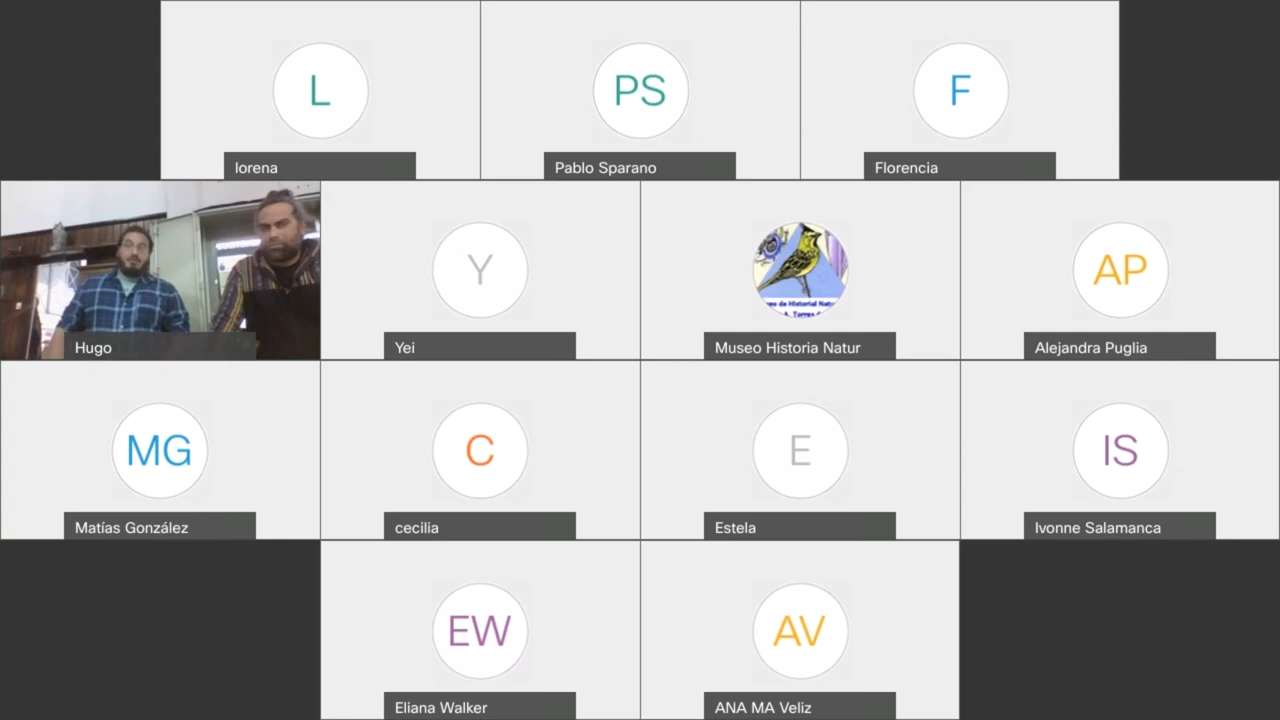 L
PS
F
lorena
Pablo Sparano
Florencia
Y
AP
Hugo
Yei
Museo Historia Natur
Alejandra Puglia
MG
C
E
IS
Matías González
cecilia
Estela
Ivonne Salamanca
EW
AV
Eliana Walker
ANA MA Veliz